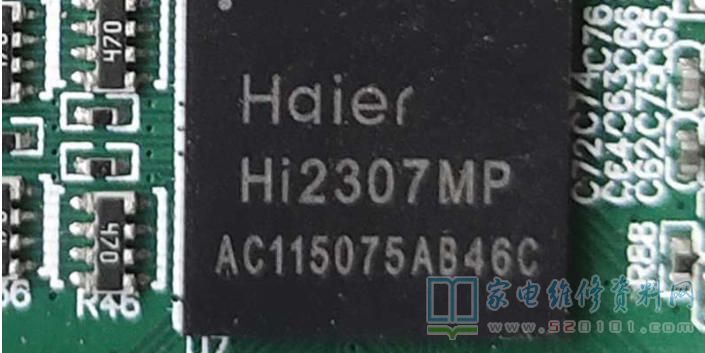 470
Haier
Hi2307MP
AC115075AB46C
470
R46
U7
C72C74C76
C64C63C66
C62C75C65
R88
家电维修资料网
www.520101.com